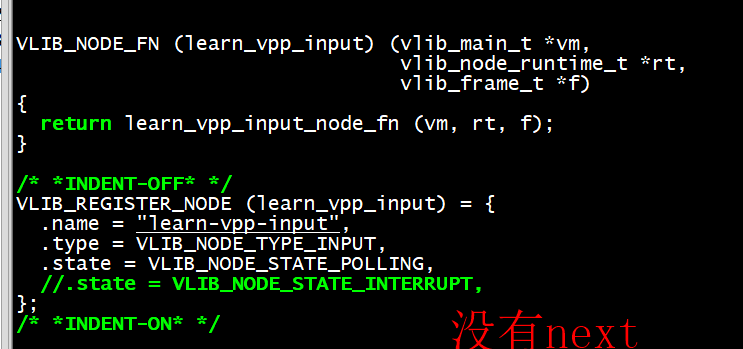 VLIB_NODE_FN (learn_vpp_input) (vlib_main_t *vm,
vlib_node_runtime_t *rt,
vlib_frame_t *f)
{
return learn_vpp_input_node_fn (vm, rt, f);
}
/* *INDENT-OFF* */
VLIB_REGISTER_NODE (learn_vpp_input) = {
.name = "learn-vpp-input",
.type = VLIB_NODE_TYPE_INPUT,
.state = VLIB_NODE_STATE_POLLING,
//.state = VLIB_NODE_STATE_INTERRUPT,
};
/* *INDENT-ON* */
没有next